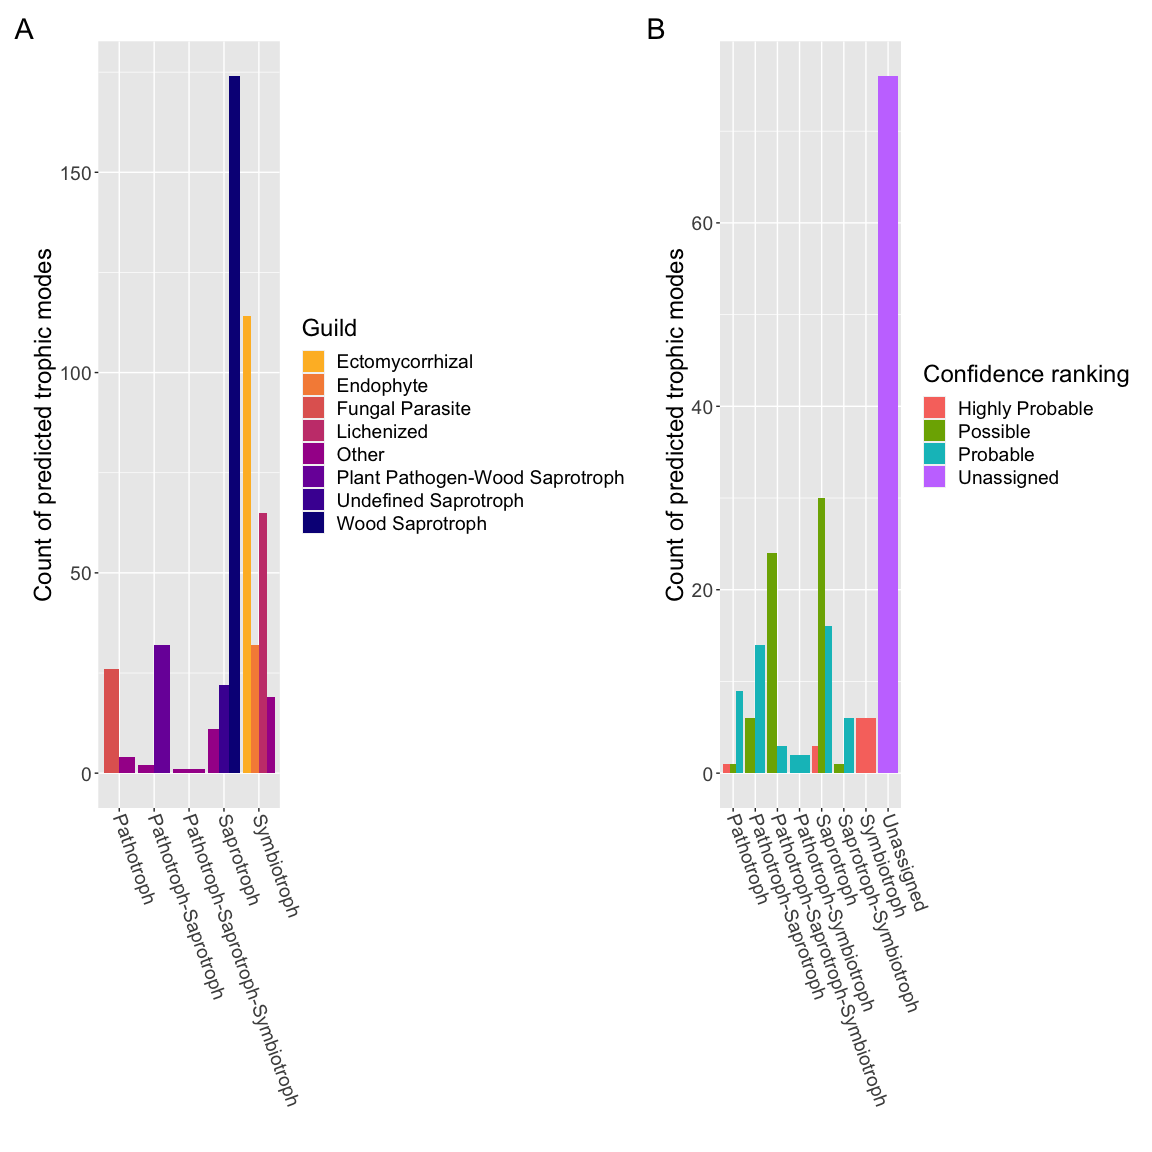 A
Count of predicted trophic modes
150
100
50
0
Pathotroph
Pathotroph-Saprotroph
Pathotroph-Saprotroph-Symbiotroph
Saprotroph
Symbiotroph
Guild
Ectomycorrhizal
Endophyte
Fungal Parasite
Lichenized
Other
Plant Pathogen-Wood Saprotroph
Undefined Saprotroph
Wood Saprotroph
B
Count of predicted trophic modes
60
40
20
0
Pathotroph
Pathotroph-Saprotroph
Pathotroph-Saprotroph-Symbiotroph
Pathotroph-Symbiotroph
Saprotroph
Saprotroph-Symbiotroph
Symbiotroph
Unassigned
Confidence ranking
Highly Probable
Possible
Probable
Unassigned